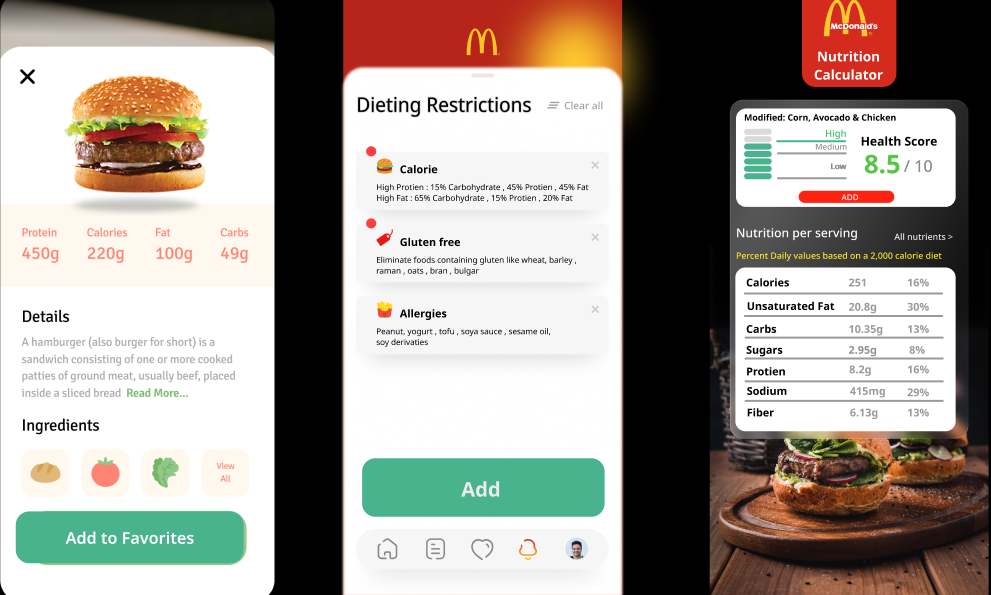 Protein Calories Fat Carbs
450g 220g 100g 49g
Details
A hamburger (also burger for short) is a
sandwich consisting of one or more cooked
patties of ground meat, usually beef, placed
inside a sliced bread Read More...
Ingredients
View
All
Add to Favorites
Dieting Restrictions
Clear all
Calorie
High Protien : 15% Carbohydrate , 45% Protien , 45% Fat
High Fat : 65% Carbohydrate , 15% Protien , 20% Fat
Gluten free
Eliminate foods containing gluten like wheat, barley ,
raman , oats , bran , bulgar
Allergies
Peanut, yogurt , tofu , soya sauce , sesame oil,
soy derivaties
Add
McDonald's
Nutrition
Calculator
Modified: Corn, Avocado & Chicken
High
Medium
Low
Health Score
8.5 / 10
ADD
Nutrition per serving
All nutrients >
Percent Daily values based on a 2,000 calorie diet
Calories 251 16%
Unsaturated Fat 20.8g 30%
Carbs 10.35g 13%
Sugars 2.95g 8%
Protien 8.2g 16%
Sodium 415mg 29%
Fiber 6.13g 13%